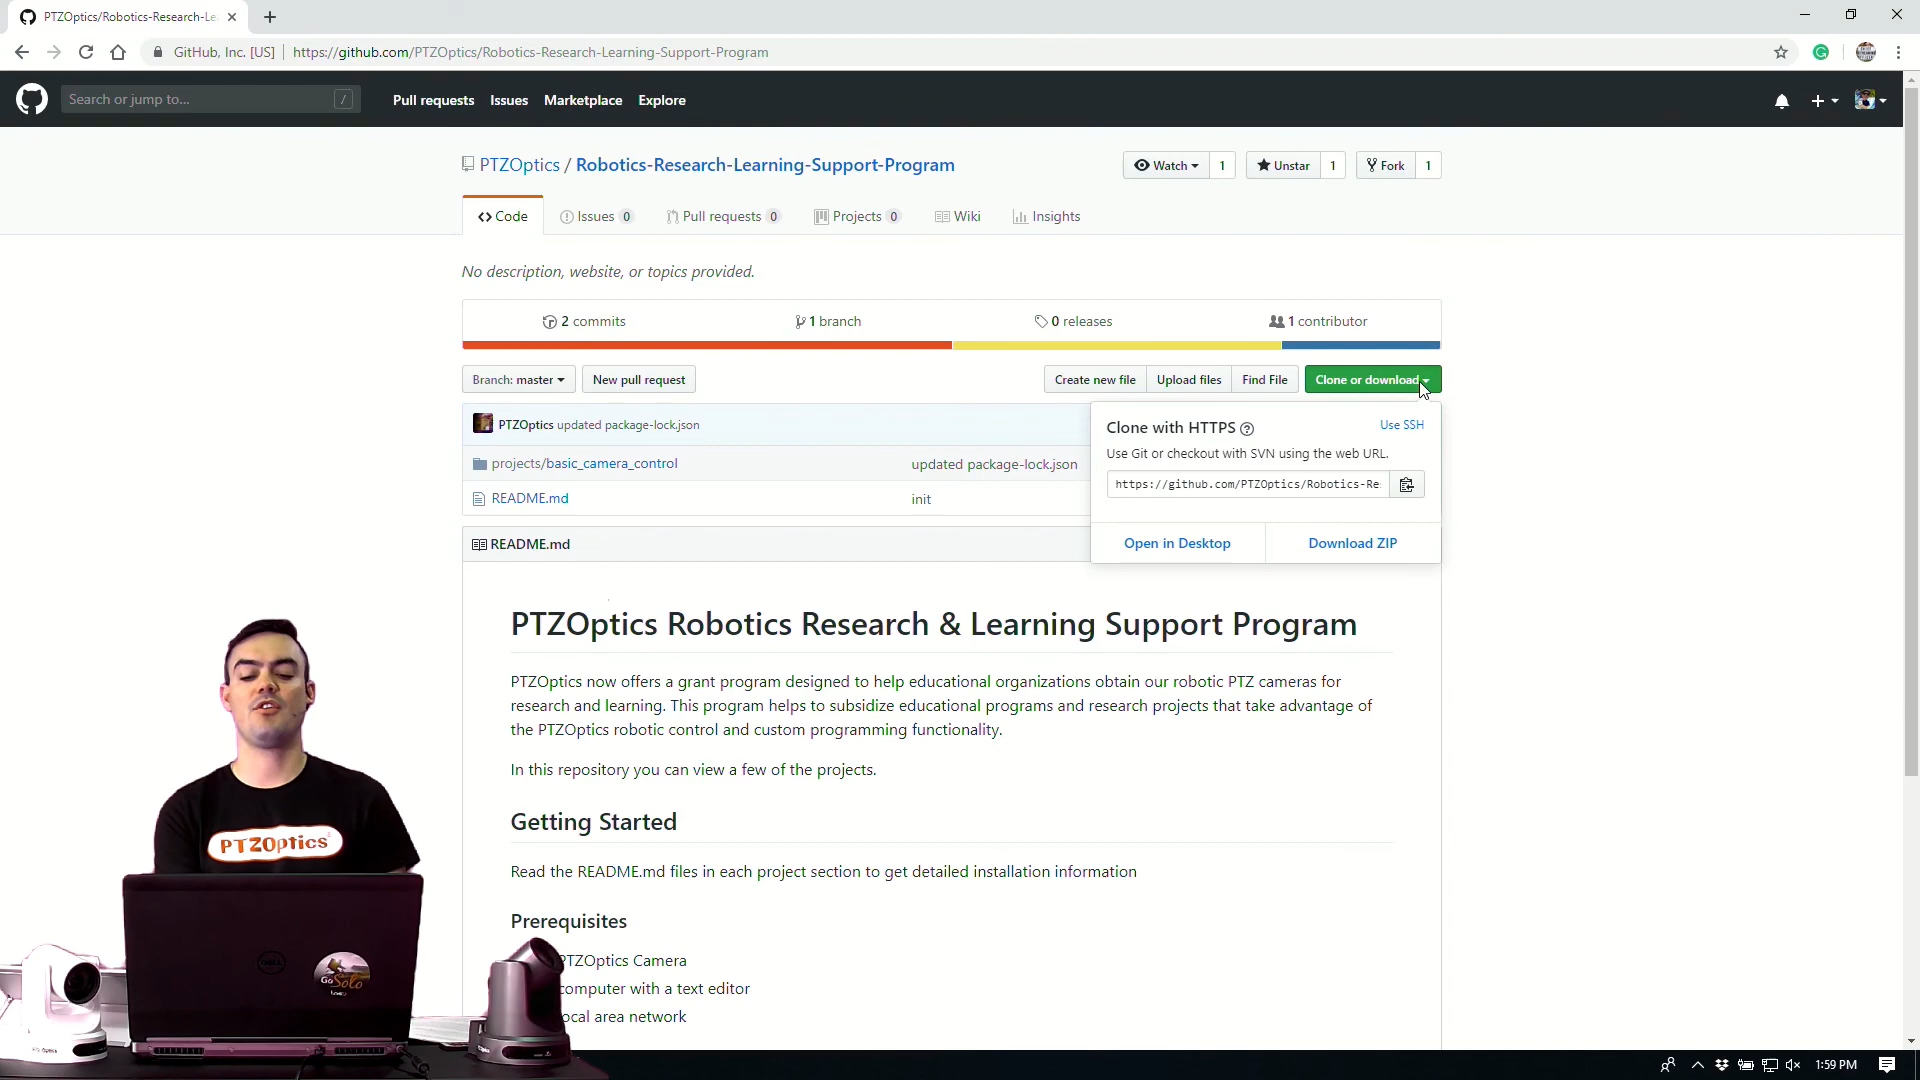 PTZOptics/Robotics-Research-Le
GitHub, Inc. [US] https://github.com/PTZOptics/Robotics-Research-Learning-Support-Program
Search or jump to... / Pull requests Issues Marketplace Explore
PTZOptics / Robotics-Research-Learning-Support-Program Watch 1 Unstar 1 Fork 1
Code Issues 0 Pull requests 0 Projects 0 Wiki Insights
No description, website, or topics provided.
2 commits 1 branch 0 releases 1 contributor
Branch: master New pull request Create new file Upload files Find File Clone or download
PTZOptics updated package-lock.json
Clone with HTTPS Use SSH
Use Git or checkout with SVN using the web URL.
projects/basic_camera_control updated package-lock.json
https://github.com/PTZOptics/Robotics-Re
README.md init
README.md
Open in Desktop Download ZIP
PTZOptics Robotics Research & Learning Support Program
PTZOptics now offers a grant program designed to help educational organizations obtain our robotic PTZ cameras for
research and learning. This program helps to subsidize educational programs and research projects that take advantage of
the PTZOptics robotic control and custom programming functionality.
In this repository you can view a few of the projects.
Getting Started
Read the README.md files in each project section to get detailed installation information
Prerequisites
PTZOptics Camera
computer with a text editor
local area network
PTZOptics
DELL
Go Solo
1:59 PM